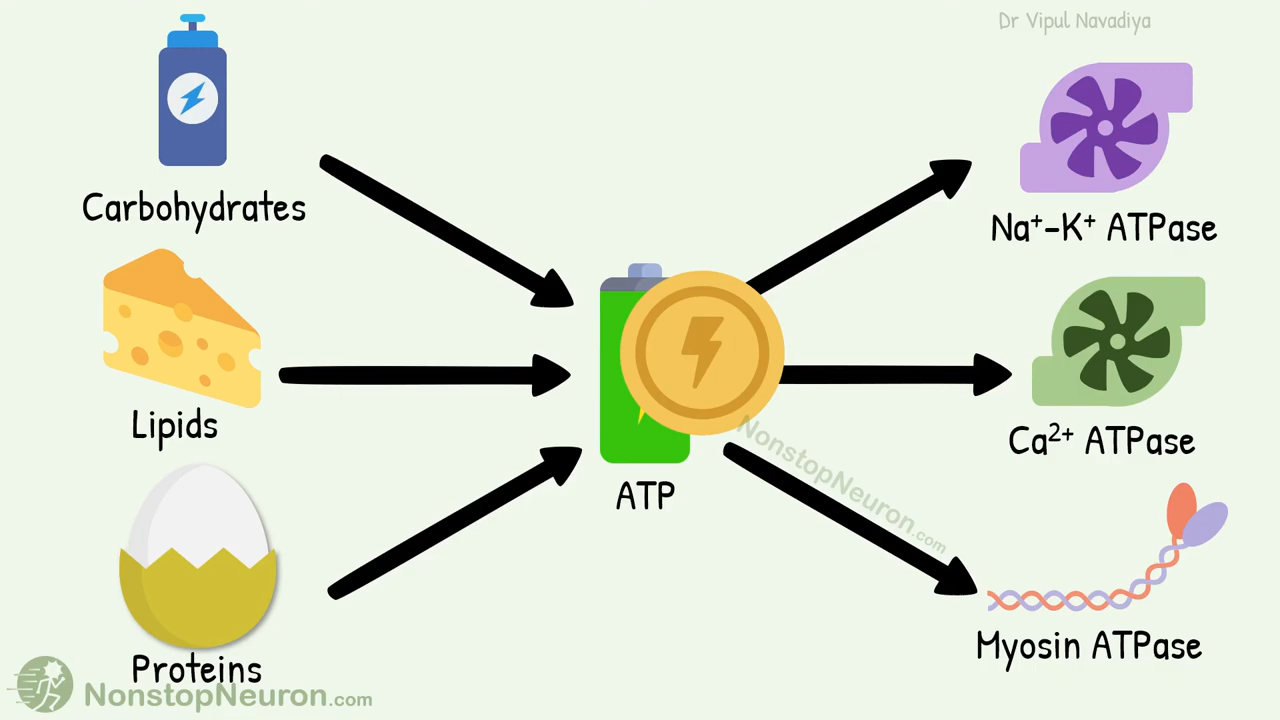 Dr Vipul Navadiya
Carbohydrates
Na⁺-K⁺ ATPase
Lipids
Ca²⁺ ATPase
ATP
NonstopNeuron.com
Myosin ATPase
Proteins
NonstopNeuron.com